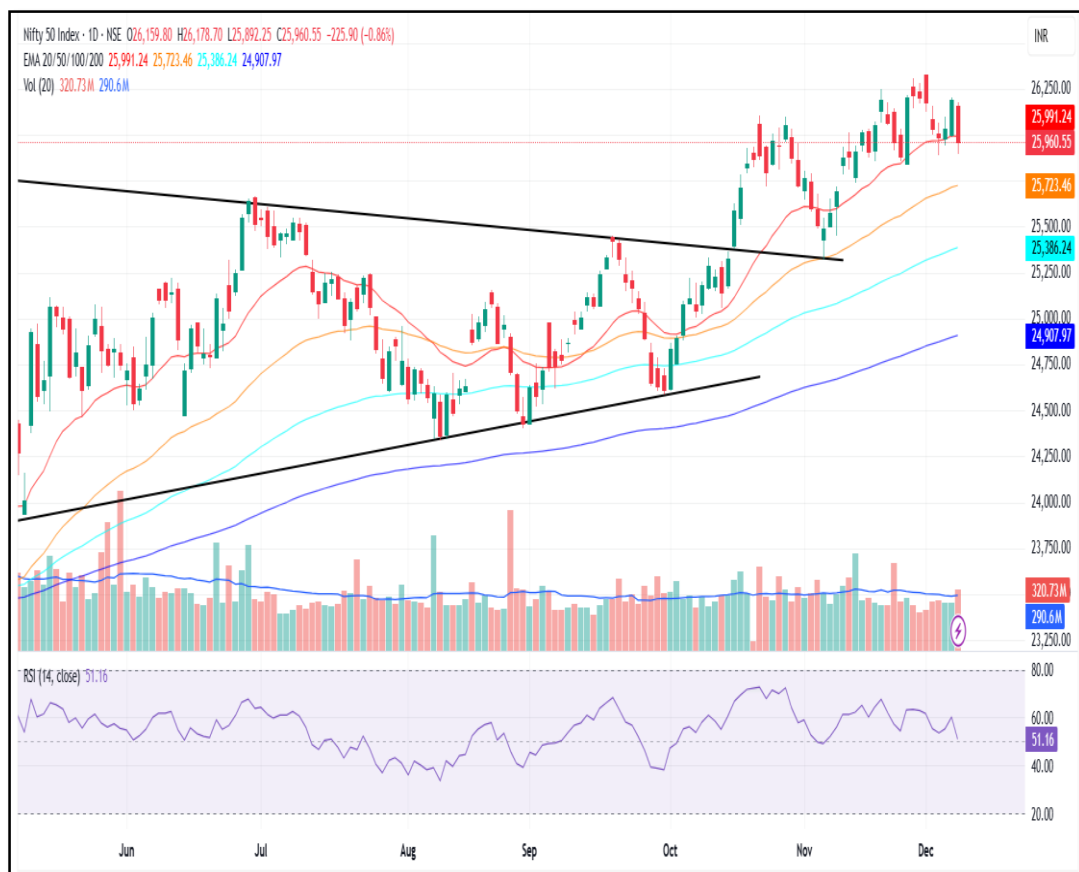 Nifty 50 Index · 1D · NSE O26,159.80 H26,178.70 L25,892.25 C25,960.55 -225.90 (-0.86%)
INR
EMA 20/50/100/200 25,991.24 25,723.46 25,386.24 24,907.97
Vol (20) 320.73M 290.6M
26,250.00
25,991.24
25,960.55
25,723.46
25,500.00
25,386.24
25,250.00
25,000.00
24,907.97
24,750.00
24,500.00
24,250.00
24,000.00
23,750.00
320.73M
290.6M
23,250.00
RSI (14, close) 51.16
80.00
60.00
51.16
40.00
20.00
Jun Jul Aug Sep Oct Nov Dec